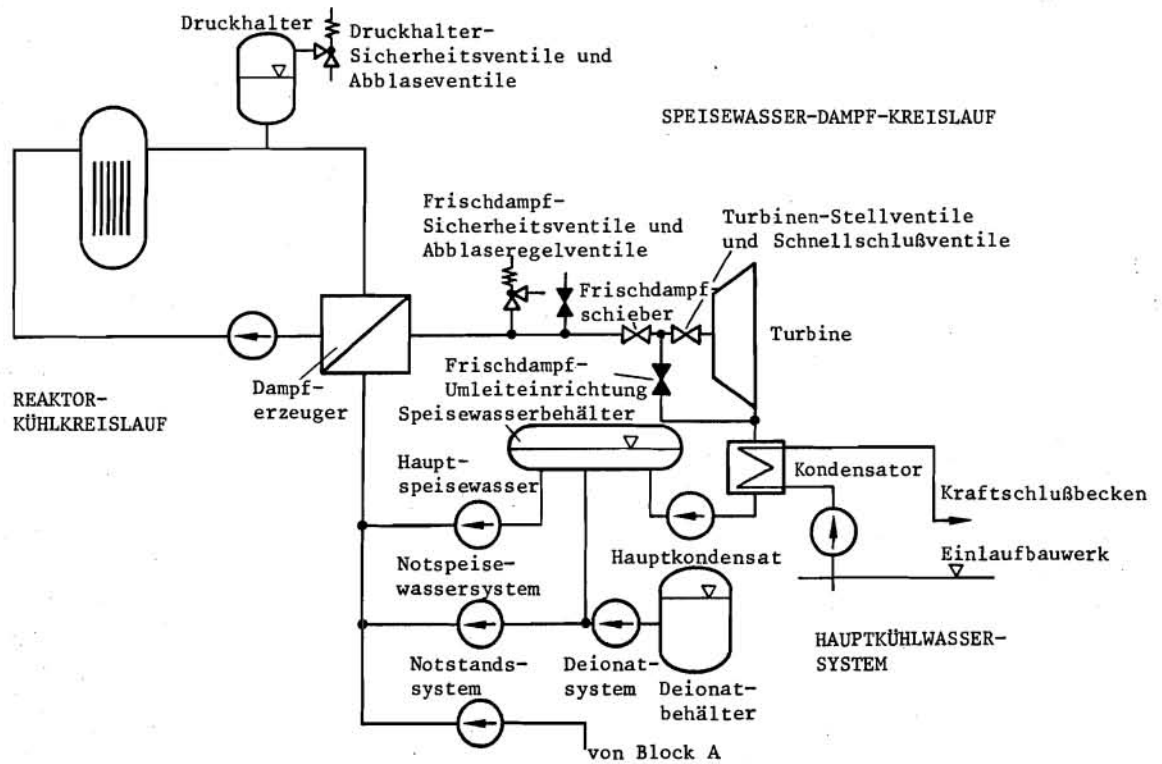 Druckhalter
Druckhalter-
Sicherheitsventile und
Abblaseventile
SPEISEWASSER-DAMPF-KREISLAUF
Frischdampf-
Sicherheitsventile und
Abblaseregelventile
Turbinen-Stellventile
und Schnellschlußventile
Frischdampf-
schieber
Turbine
Frischdampf-
Umleiteinrichtung
REAKTOR-
KÜHLKREISLAUF
Dampf-
erzeuger
Speisewasserbehälter
Haupt-
speisewasser
Kondensator
Kraftschlußbecken
Einlaufbauwerk
Hauptkondensat
Notspeise-
wassersystem
HAUPTKÜHLWASSER-
SYSTEM
Notstands-
system
Deionat-
system
Deionat-
behälter
von Block A